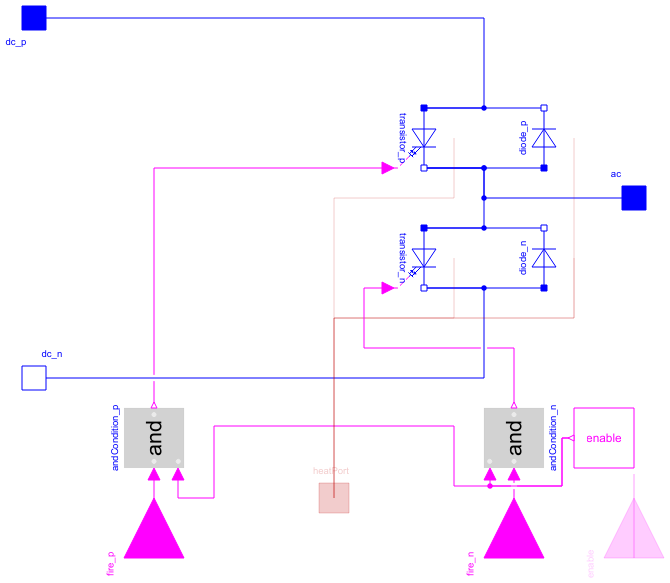 dc_p
transistor_p
diode_p
ac
transistor_n
diode_n
dc_n
andCondition_p
and
and
andCondition_n
enable
heatPort
fire_p
fire_n
enable